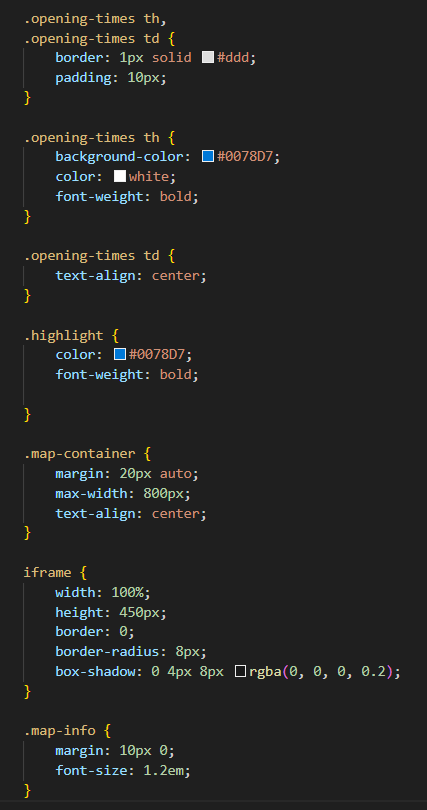 .opening-times th,
.opening-times td {
    border: 1px solid #ddd;
    padding: 10px;
}

.opening-times th {
    background-color: #0078D7;
    color: white;
    font-weight: bold;
}

.opening-times td {
    text-align: center;
}

.highlight {
    color: #0078D7;
    font-weight: bold;

}

.map-container {
    margin: 20px auto;
    max-width: 800px;
    text-align: center;
}

iframe {
    width: 100%;
    height: 450px;
    border: 0;
    border-radius: 8px;
    box-shadow: 0 4px 8px rgba(0, 0, 0, 0.2);
}

.map-info {
    margin: 10px 0;
    font-size: 1.2em;
}